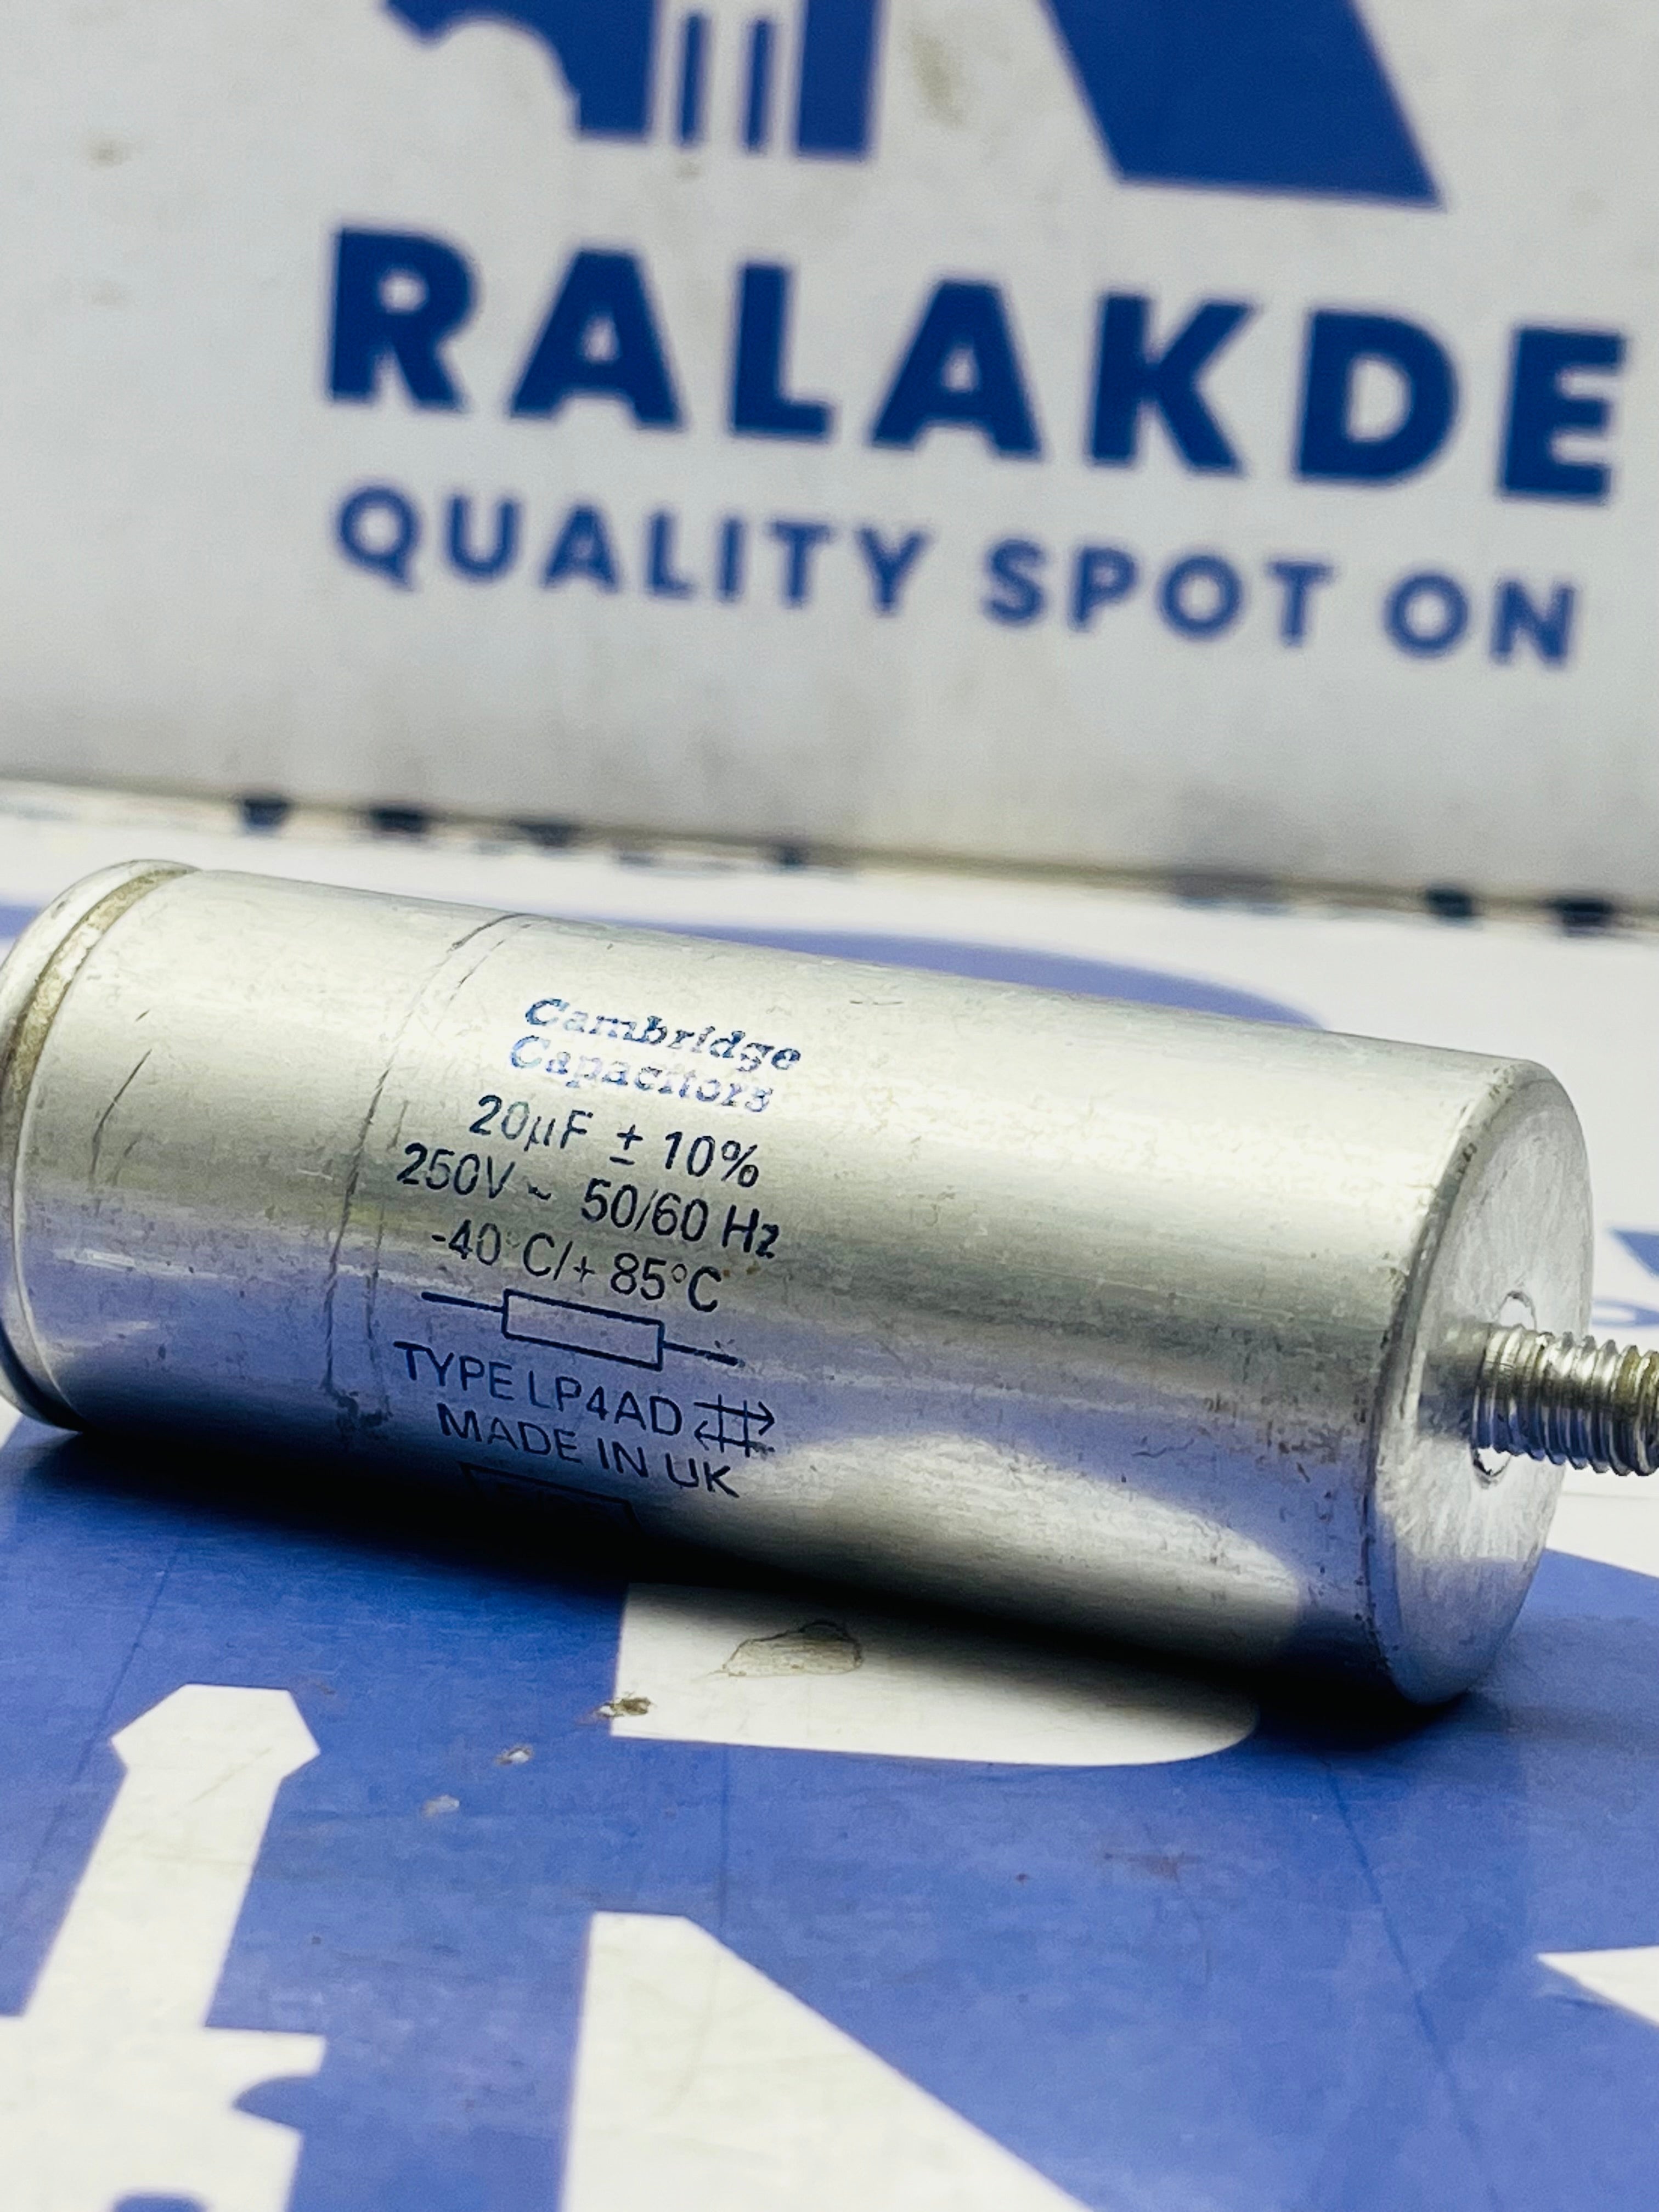 RALAKDE
QUALITY SPOT ON
Cambridge
Capacitors
20µF ± 10%
250V ~ 50/60 Hz
-40°C/+ 85°C
TYPE LP4AD
MADE IN UK